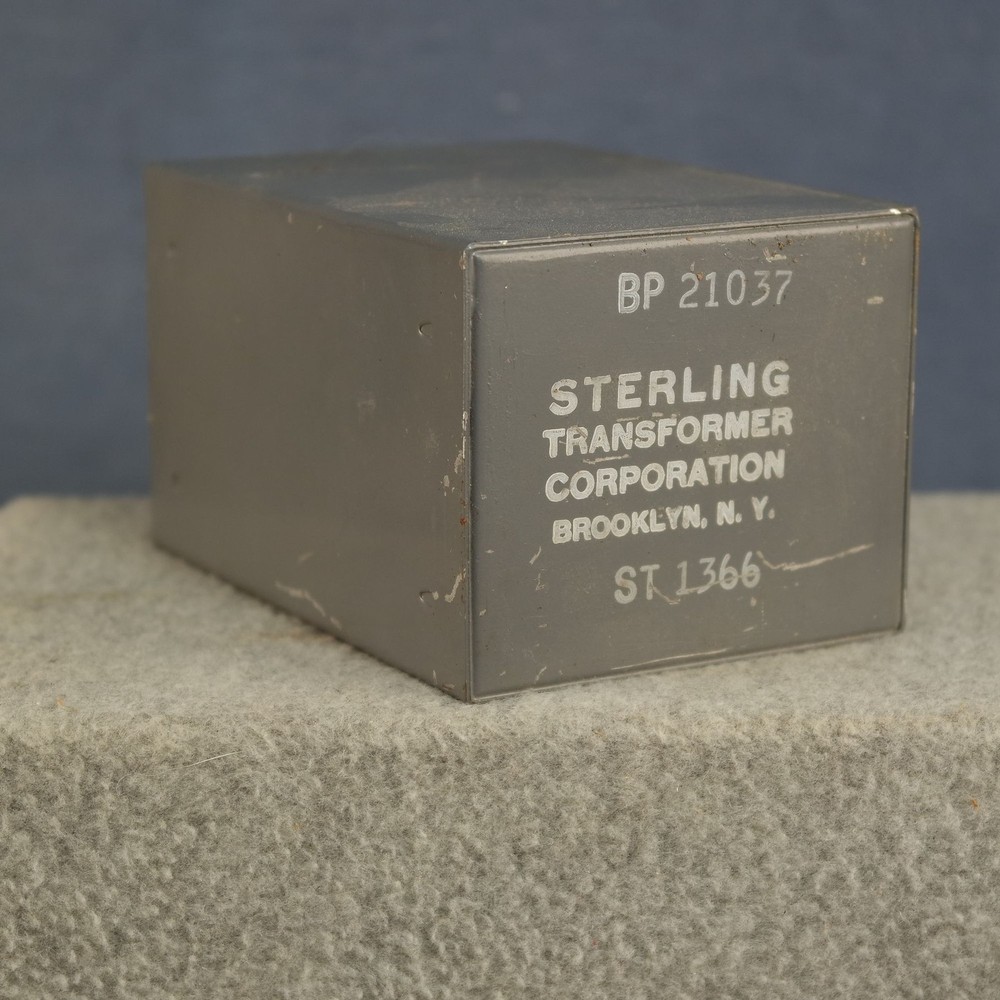 BP 21037
STERLING
TRANSFORMER
CORPORATION
BROOKLYN, N. Y.
ST 1366